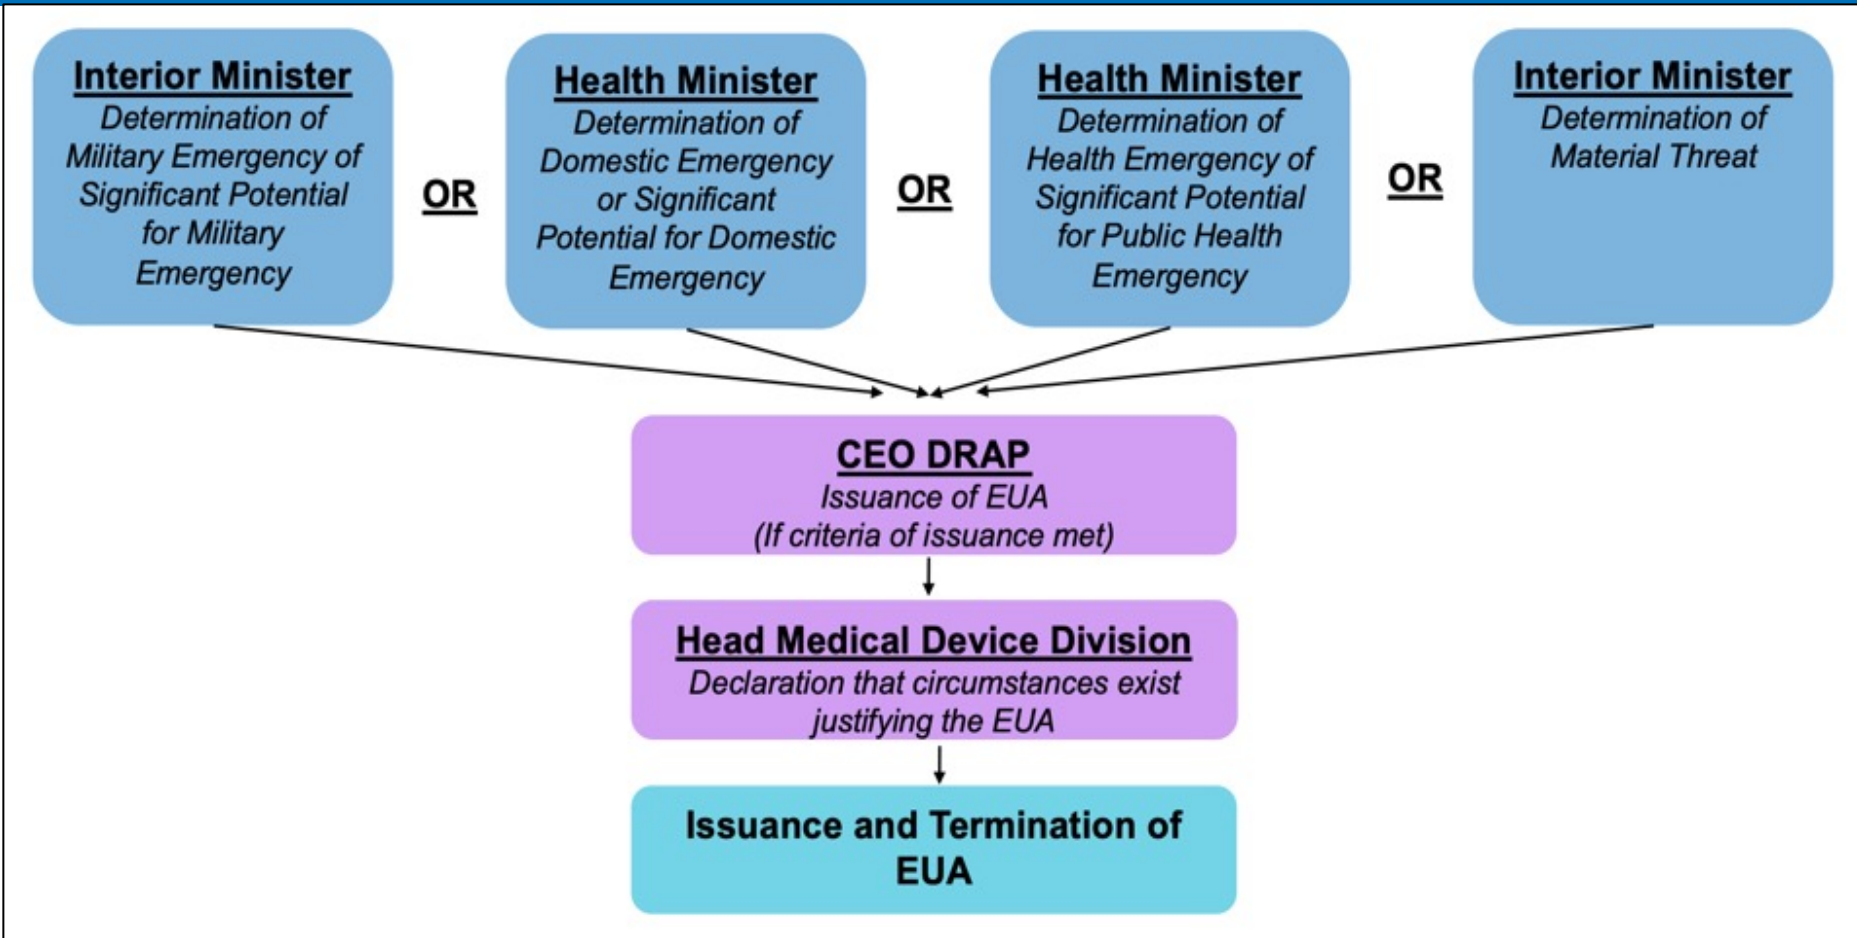 Interior Minister
Determination of
Military Emergency of
Significant Potential
for Military
Emergency
OR
Health Minister
Determination of
Domestic Emergency
or Significant
Potential for Domestic
Emergency
OR
Health Minister
Determination of
Health Emergency of
Significant Potential
for Public Health
Emergency
OR
Interior Minister
Determination of
Material Threat
CEO DRAP
Issuance of EUA
(If criteria of issuance met)
Head Medical Device Division
Declaration that circumstances exist
justifying the EUA
Issuance and Termination of
EUA